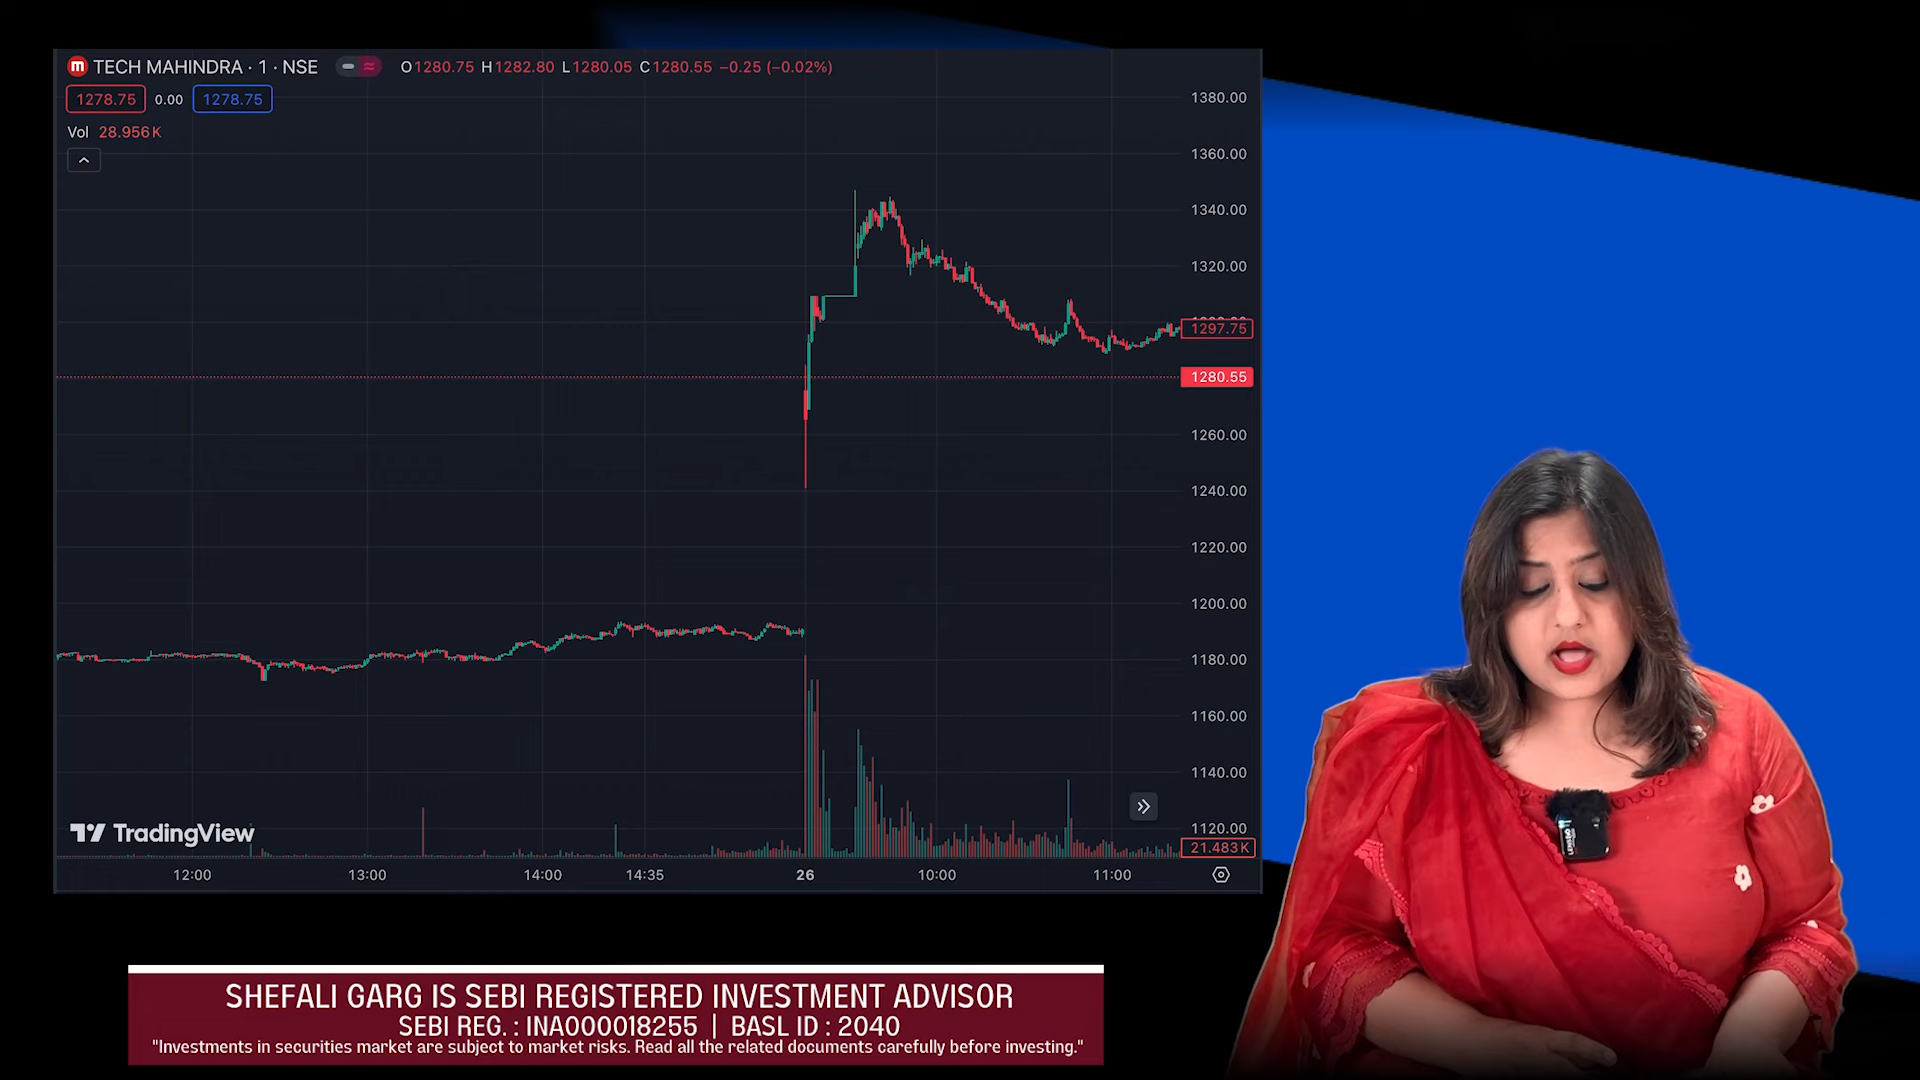 TECH MAHINDRA · 1 · NSE
O1280.75 H1282.80 L1280.05 C1280.55 −0.25 (−0.02%)
1278.75 0.00 1278.75
Vol 28.956K
1380.00
1360.00
1340.00
1320.00
1297.75
1280.55
1260.00
1240.00
1220.00
1200.00
1180.00
1160.00
1140.00
1120.00
21.483K
TradingView
12:00 13:00 14:00 14:35 26 10:00 11:00
SHEFALI GARG IS SEBI REGISTERED INVESTMENT ADVISOR
SEBI REG. : INA000018255 | BASL ID : 2040
"Investments in securities market are subject to market risks. Read all the related documents carefully before investing."